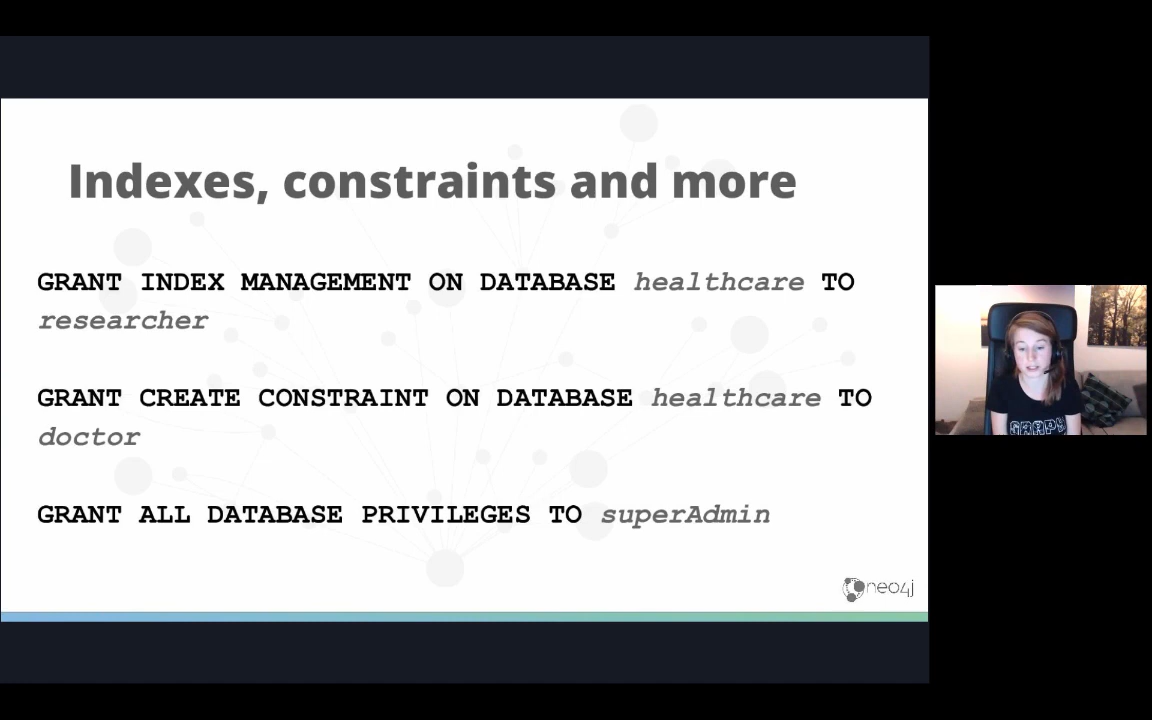 Indexes, constraints and more
GRANT INDEX MANAGEMENT ON DATABASE healthcare TO
researcher
GRANT CREATE CONSTRAINT ON DATABASE healthcare TO
doctor
GRANT ALL DATABASE PRIVILEGES TO superAdmin
neo4j